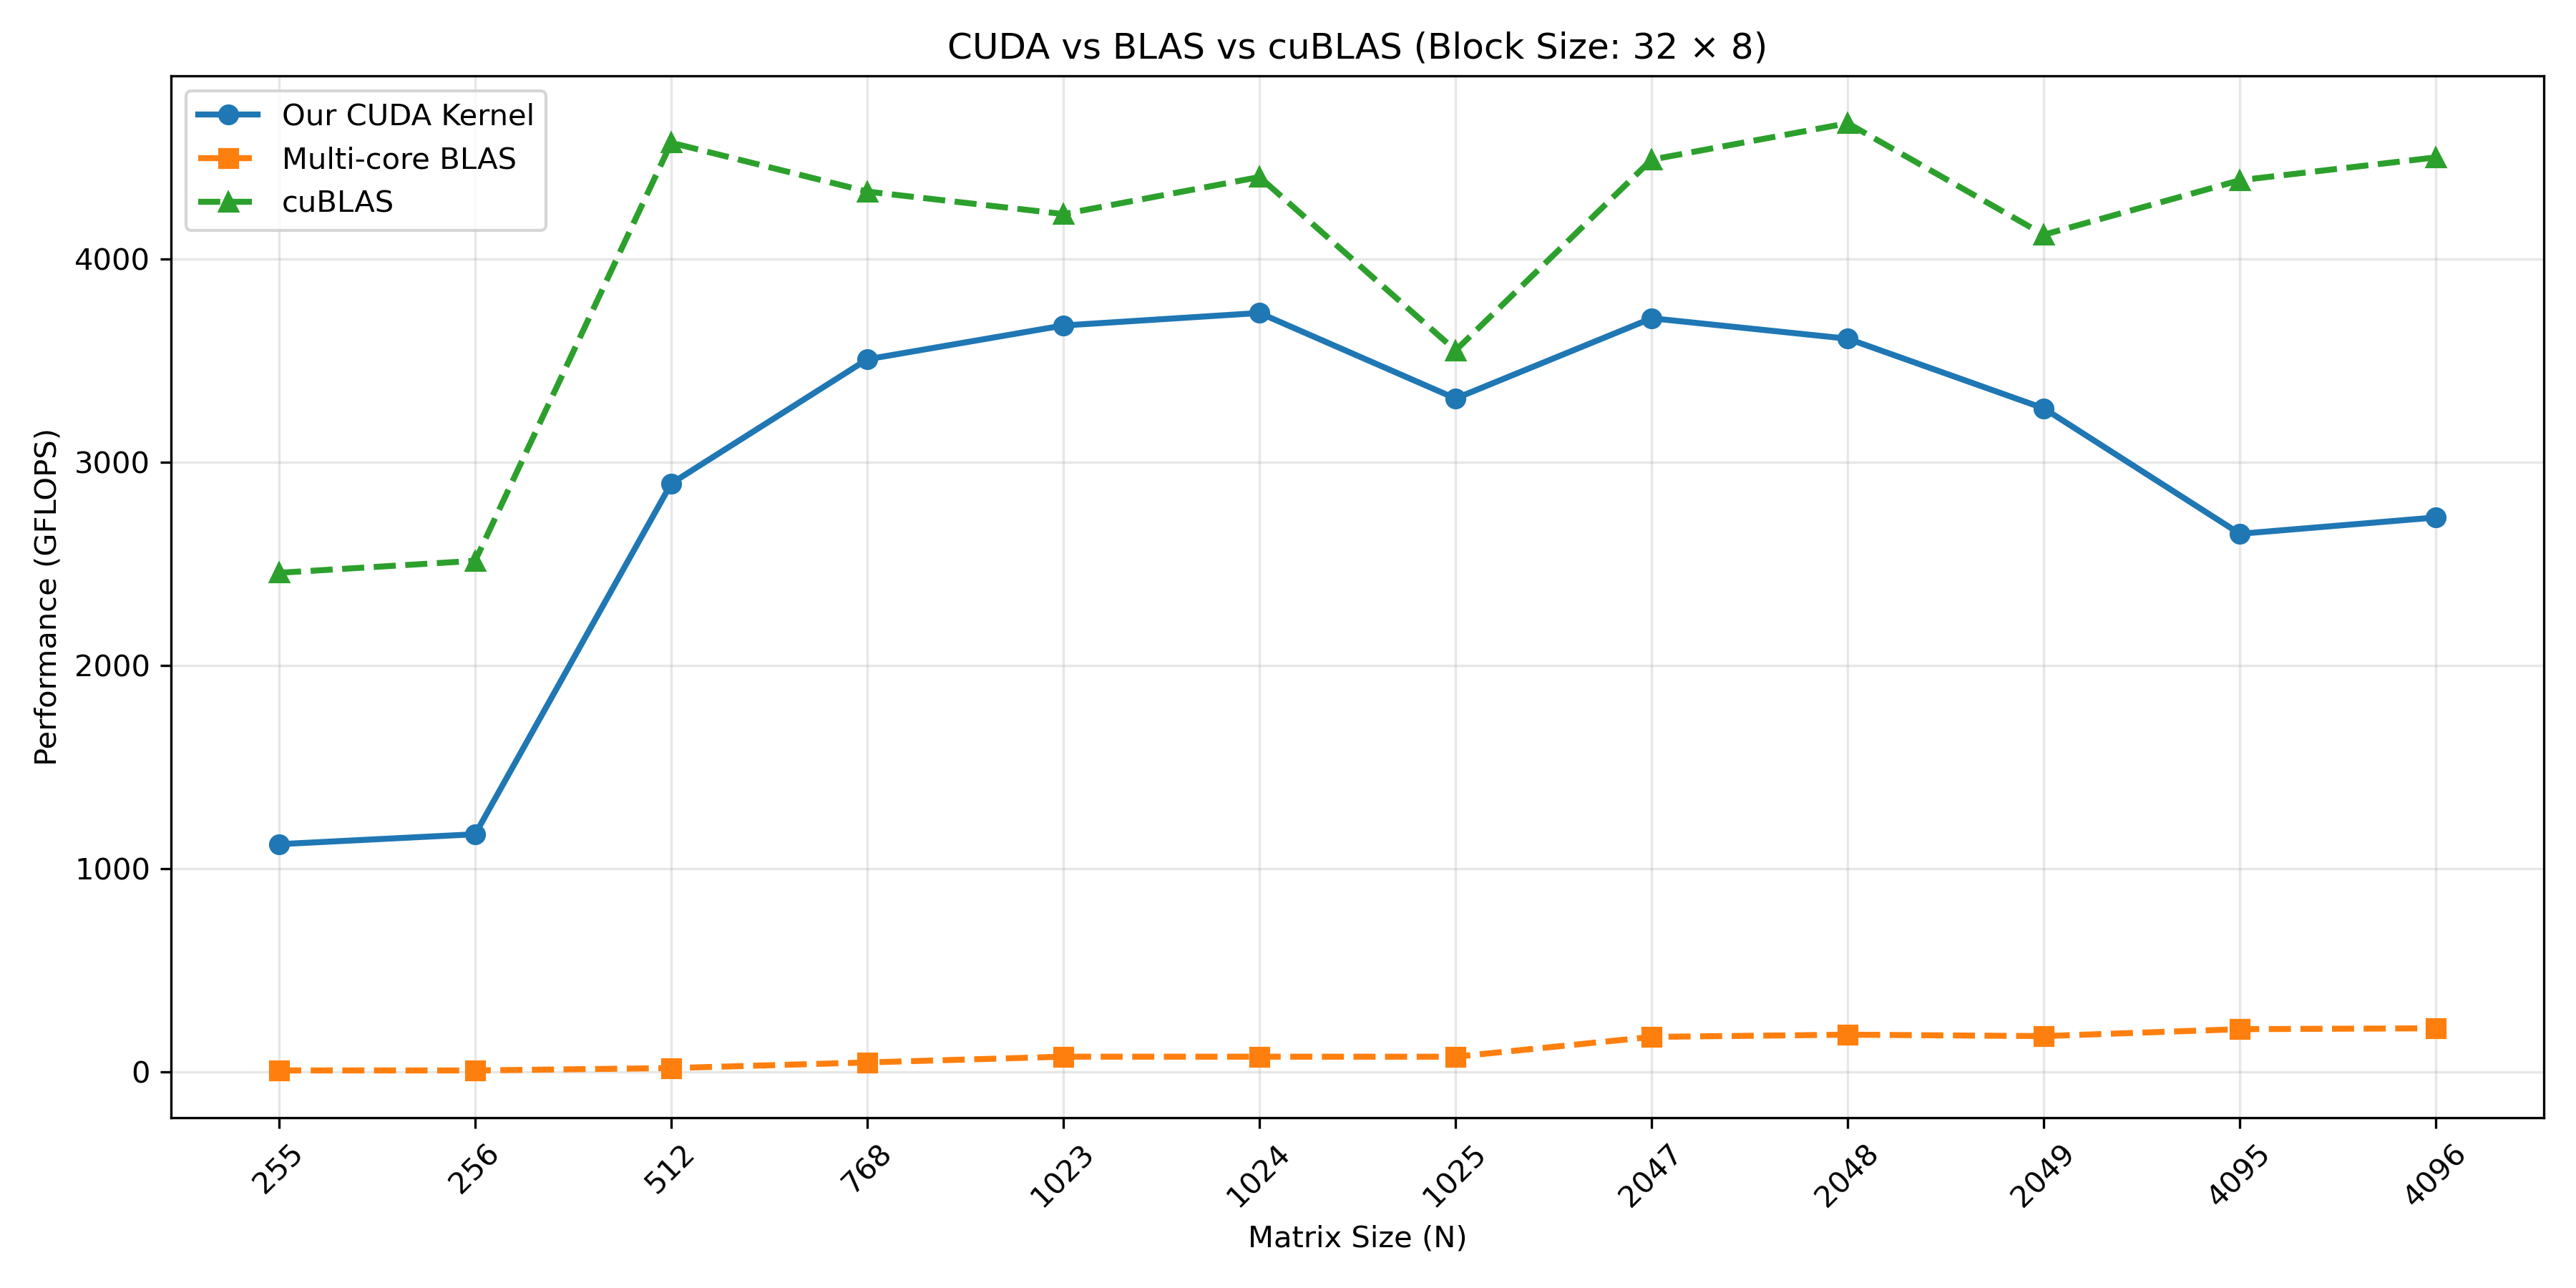 CUDA vs BLAS vs cuBLAS (Block Size: 32 × 8)
Our CUDA Kernel
Multi-core BLAS
cuBLAS
Performance (GFLOPS)
4000
3000
2000
1000
0
255
256
512
768
1023
1024
1025
2047
2048
2049
4095
4096
Matrix Size (N)